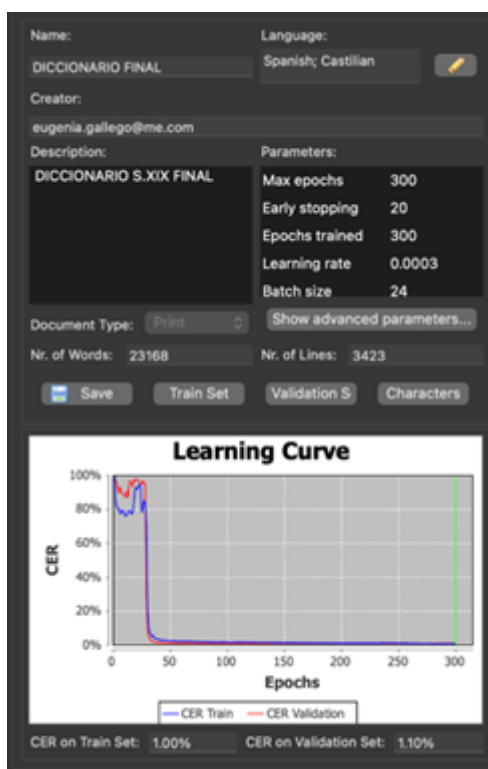 Name: Language:
DICCIONARIO FINAL Spanish; Castilian
Creator:
eugenia.gallego@me.com
Description: Parameters:
DICCIONARIO S.XIX FINAL
Max epochs 300
Early stopping 20
Epochs trained 300
Learning rate 0.0003
Batch size 24
Document Type: Print Show advanced parameters...
Nr. of Words: 23168 Nr. of Lines: 3423
Save Train Set Validation S Characters
Learning Curve
100%
80%
60%
40%
20%
0%
CER
0 50 100 150 200 250 300
Epochs
CER Train CER Validation
CER on Train Set: 1.00% CER on Validation Set: 1.10%